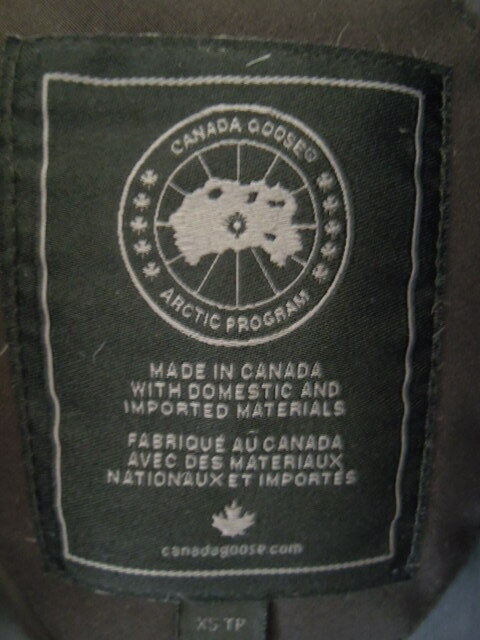 CANADA GOOSE®
ARCTIC PROGRAM
MADE IN CANADA
WITH DOMESTIC AND
IMPORTED MATERIALS
FABRIQUÉ AU CANADA
AVEC DES MATERIAUX
NATIONAUX ET IMPORTÉS
canadagoose.com
XS/TP